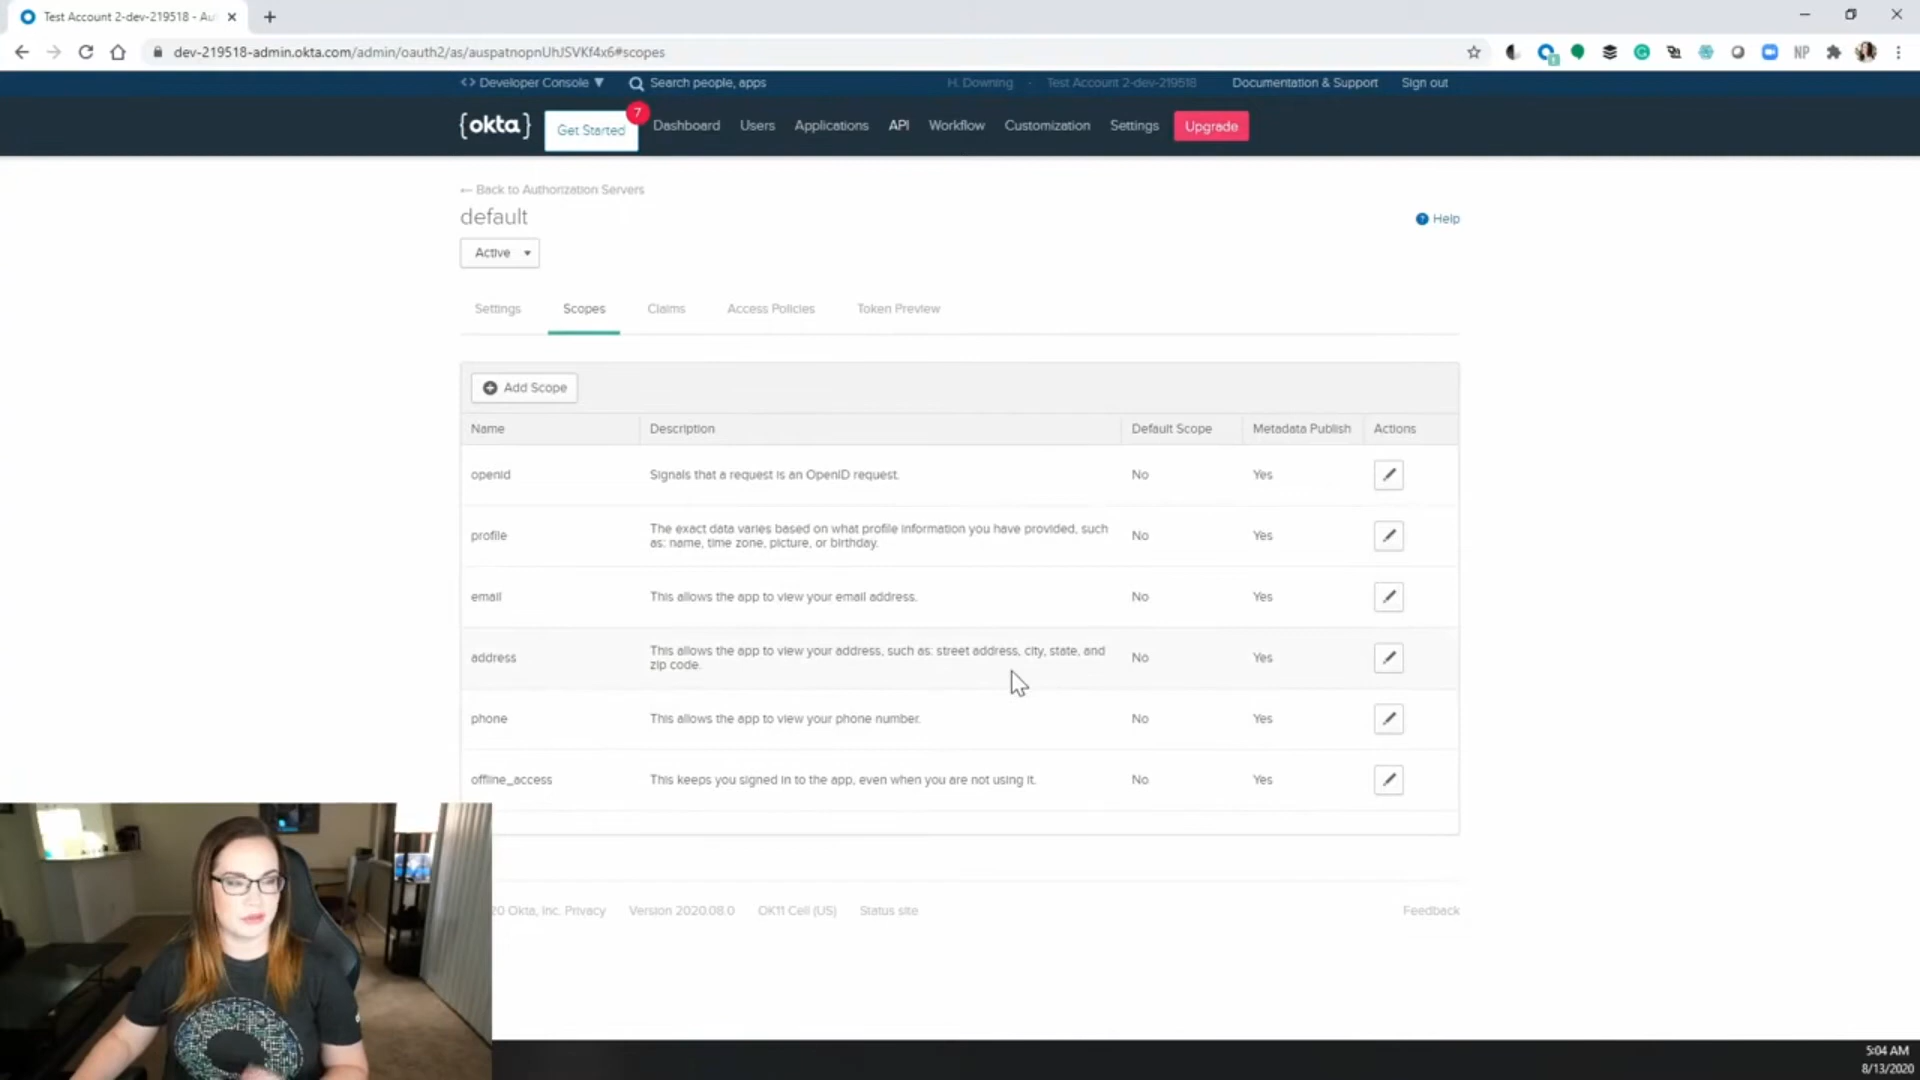 Test Account 2-dev-219518 - Au
dev-219518-admin.okta.com/admin/oauth2/as/auspatnopnUhJSVKf4x6#scopes
NP
<> Developer Console ▼
Search people, apps
H. Downing - Test Account 2-dev-219518
Documentation & Support
Sign out
{okta}
Get Started
7
Dashboard
Users
Applications
API
Workflow
Customization
Settings
Upgrade
← Back to Authorization Servers
default
? Help
Active
Settings
Scopes
Claims
Access Policies
Token Preview
Add Scope
Name
Description
Default Scope
Metadata Publish
Actions
openid
Signals that a request is an OpenID request.
No
Yes
profile
The exact data varies based on what profile information you have provided, such
as: name, time zone, picture, or birthday.
No
Yes
email
This allows the app to view your email address.
No
Yes
address
This allows the app to view your address, such as: street address, city, state, and
zip code.
No
Yes
phone
This allows the app to view your phone number.
No
Yes
offline_access
This keeps you signed in to the app, even when you are not using it.
No
Yes
20 Okta, Inc. Privacy
Version 2020.08.0
OK11 Cell (US)
Status site
Feedback
5:04 AM
8/13/2020